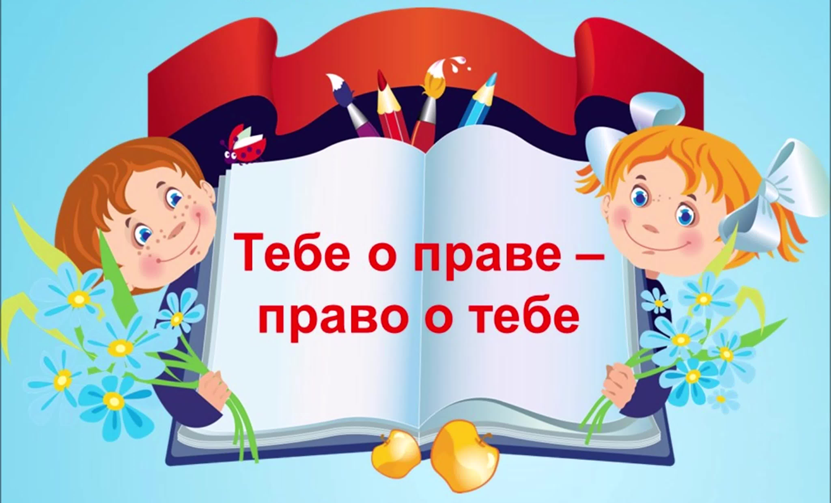 Тебе о праве –
право о тебе